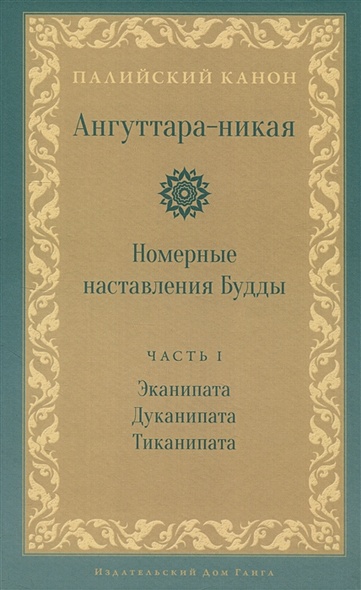 ПАЛИЙСКИЙ КАНОН
Ангуттара-никая
Номерные
наставления Будды
ЧАСТЬ I
Эканипата
Дуканипата
Тиканипата
Издательский Дом Ганга